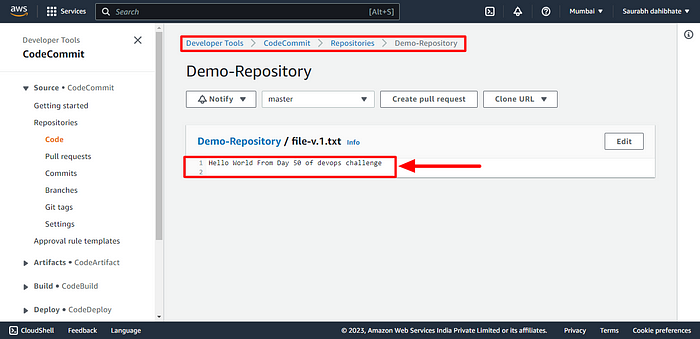 aws Services Search [Alt+S] Mumbai Saurabh dahibhate
Developer Tools
CodeCommit
Source • CodeCommit
Getting started
Repositories
Code
Pull requests
Commits
Branches
Git tags
Settings
Approval rule templates
Artifacts • CodeArtifact
Build • CodeBuild
Deploy • CodeDeploy
Developer Tools > CodeCommit > Repositories > Demo-Repository
Demo-Repository
Notify master Create pull request Clone URL
Demo-Repository / file-v.1.txt Info Edit
1 Hello World From Day 50 of devops challenge
2
CloudShell Feedback Language © 2023, Amazon Web Services India Private Limited or its affiliates. Privacy Terms Cookie preferences